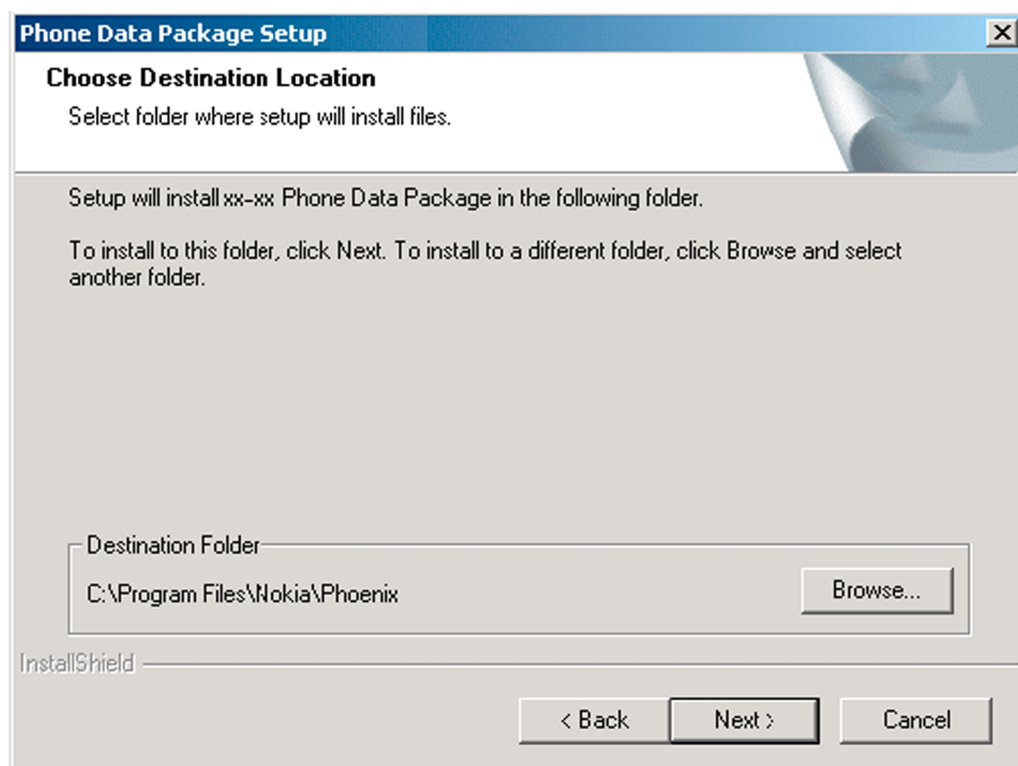 Phone Data Package Setup
Choose Destination Location
Select folder where setup will install files.
Setup will install xx-xx Phone Data Package in the following folder.
To install to this folder, click Next. To install to a different folder, click Browse and select
another folder.
Destination Folder
C:\Program Files\Nokia\Phoenix
Browse...
InstallShield
< Back
Next >
Cancel